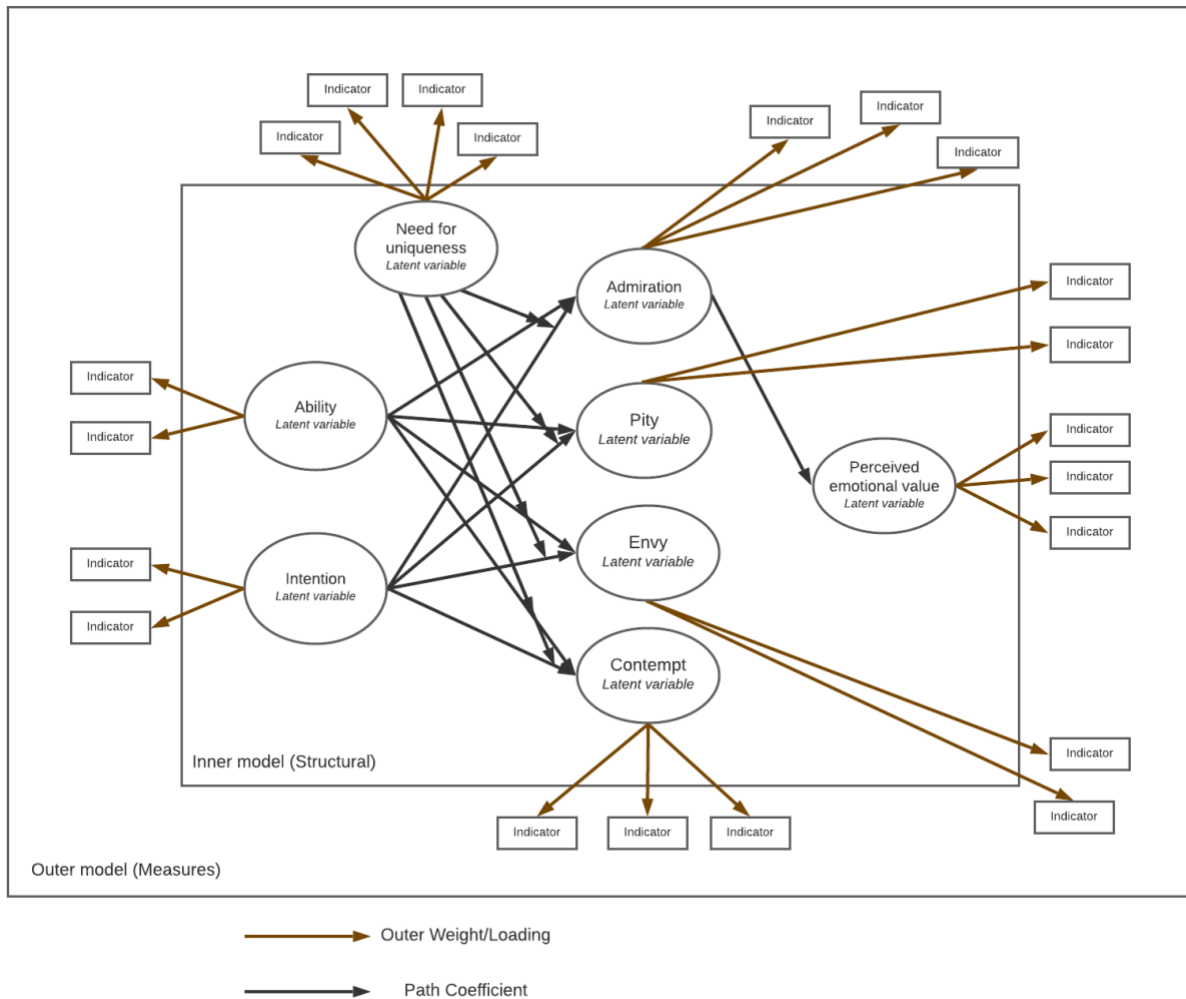 Indicator
Indicator
Indicator
Indicator
Indicator
Indicator
Indicator
Need for
uniqueness
Latent variable
Admiration
Latent variable
Indicator
Indicator
Indicator
Indicator
Ability
Latent variable
Pity
Latent variable
Indicator
Indicator
Indicator
Perceived
emotional value
Latent variable
Envy
Latent variable
Indicator
Indicator
Intention
Latent variable
Contempt
Latent variable
Indicator
Indicator
Inner model (Structural)
Indicator
Indicator
Indicator
Outer model (Measures)
Outer Weight/Loading
Path Coefficient